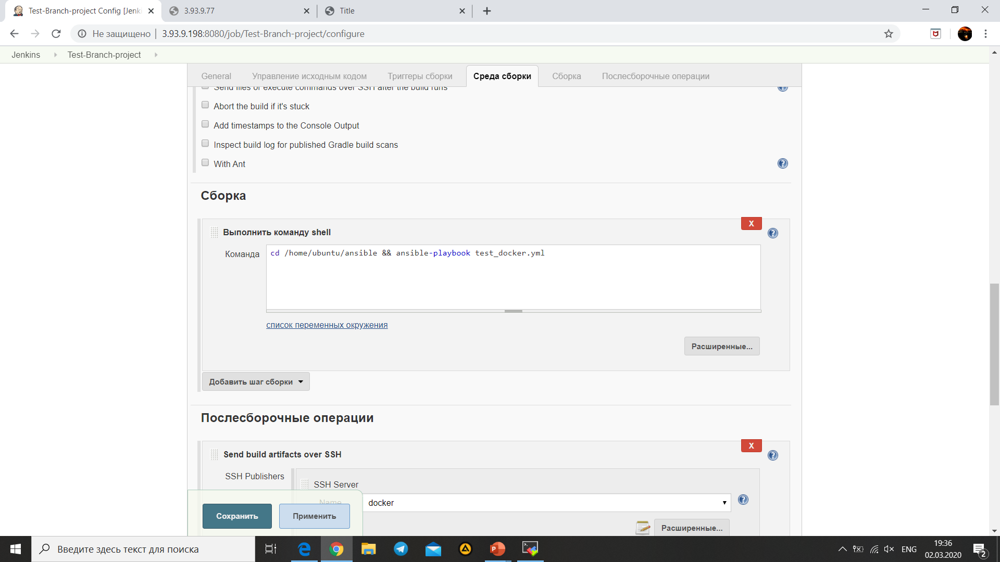 Test-Branch-project Config [Jenki
3.93.9.77
Title
Не защищено
3.93.9.198:8080/job/Test-Branch-project/configure
Jenkins
Test-Branch-project
General
Управление исходным кодом
Триггеры сборки
Среда сборки
Сборка
Послесборочные операции
Send files or execute commands over SSH after the build runs
Abort the build if it's stuck
Add timestamps to the Console Output
Inspect build log for published Gradle build scans
With Ant
Сборка
X
Выполнить команду shell
Команда
cd /home/ubuntu/ansible && ansible-playbook test_docker.yml
список переменных окружения
Расширенные...
Добавить шаг сборки
Послесборочные операции
X
Send build artifacts over SSH
SSH Publishers
SSH Server
Name
docker
Сохранить
Применить
Расширенные...
Введите здесь текст для поиска
ENG
19:36
02.03.2020
2